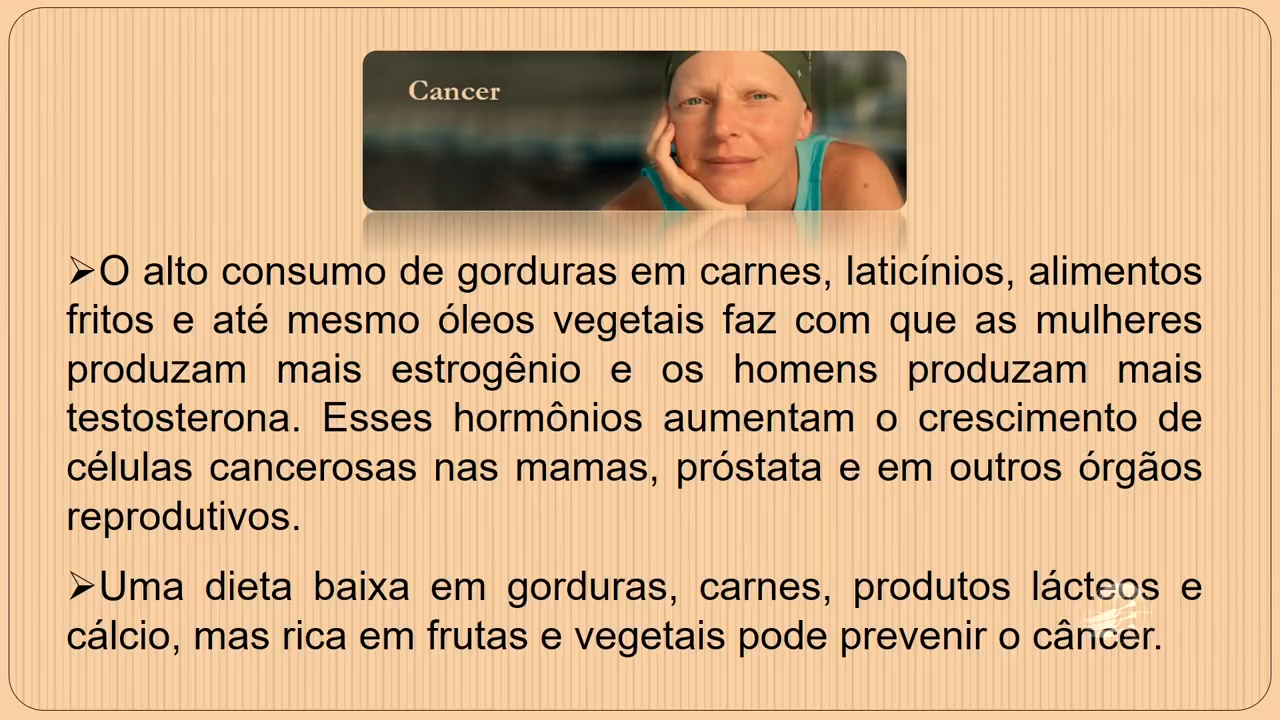 Cancer
➢O alto consumo de gorduras em carnes, laticínios, alimentos
fritos e até mesmo óleos vegetais faz com que as mulheres
produzam mais estrogênio e os homens produzam mais
testosterona. Esses hormônios aumentam o crescimento de
células cancerosas nas mamas, próstata e em outros órgãos
reprodutivos.
➢Uma dieta baixa em gorduras, carnes, produtos lácteos e
cálcio, mas rica em frutas e vegetais pode prevenir o câncer.